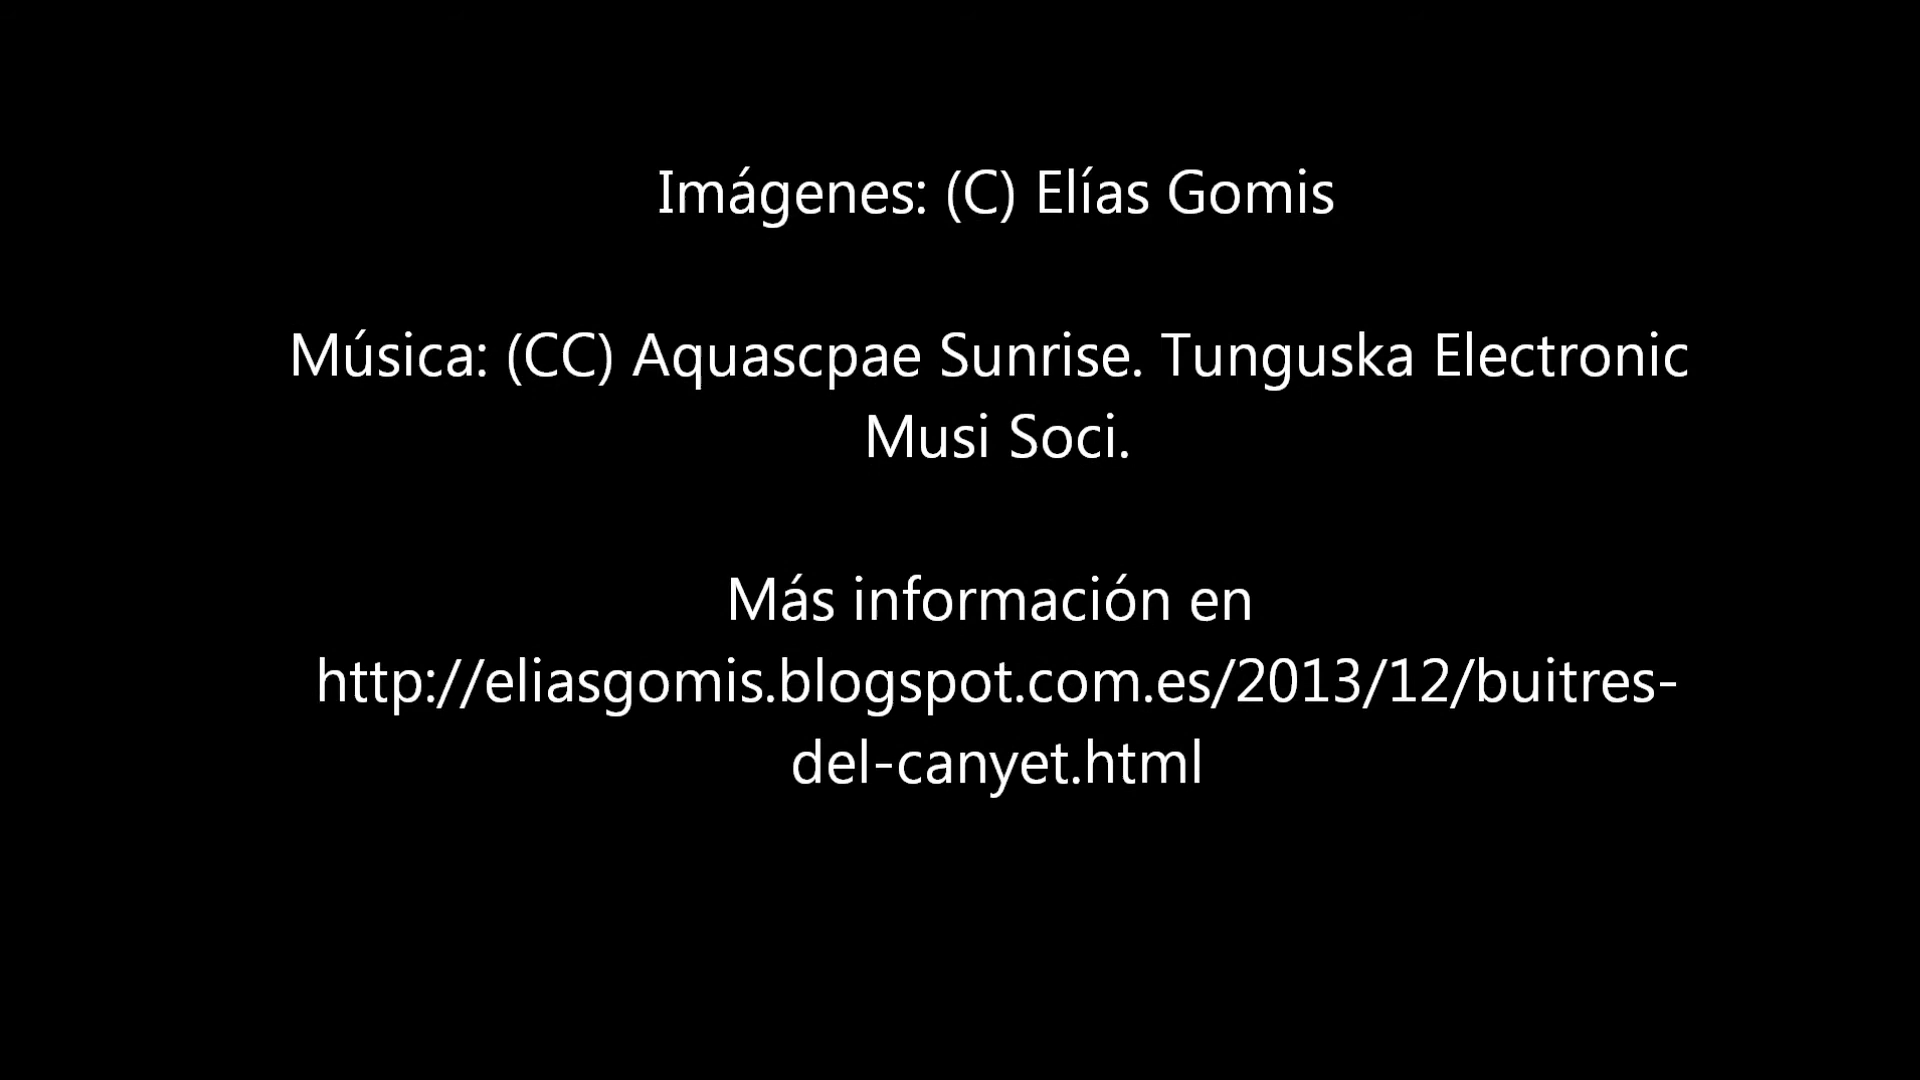 Imágenes: (C) Elías Gomis
Música: (CC) Aquascpae Sunrise. Tunguska Electronic
Musi Soci.
Más información en
http://eliasgomis.blogspot.com.es/2013/12/buitres-
del-canyet.html